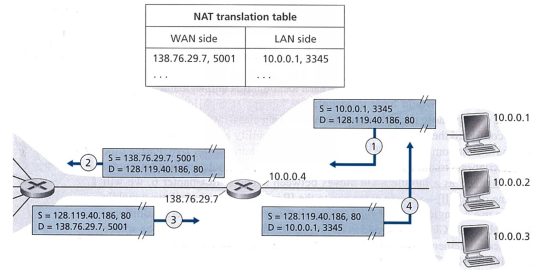 NAT translation table
WAN side LAN side
138.76.29.7, 5001 10.0.0.1, 3345
. . . . . .
S = 10.0.0.1, 3345
D = 128.119.40.186, 80
1
10.0.0.1
S = 138.76.29.7, 5001
D = 128.119.40.186, 80
2
10.0.0.4
10.0.0.2
138.76.29.7
S = 128.119.40.186, 80
D = 138.76.29.7, 5001
3
S = 128.119.40.186, 80
D = 10.0.0.1, 3345
4
10.0.0.3